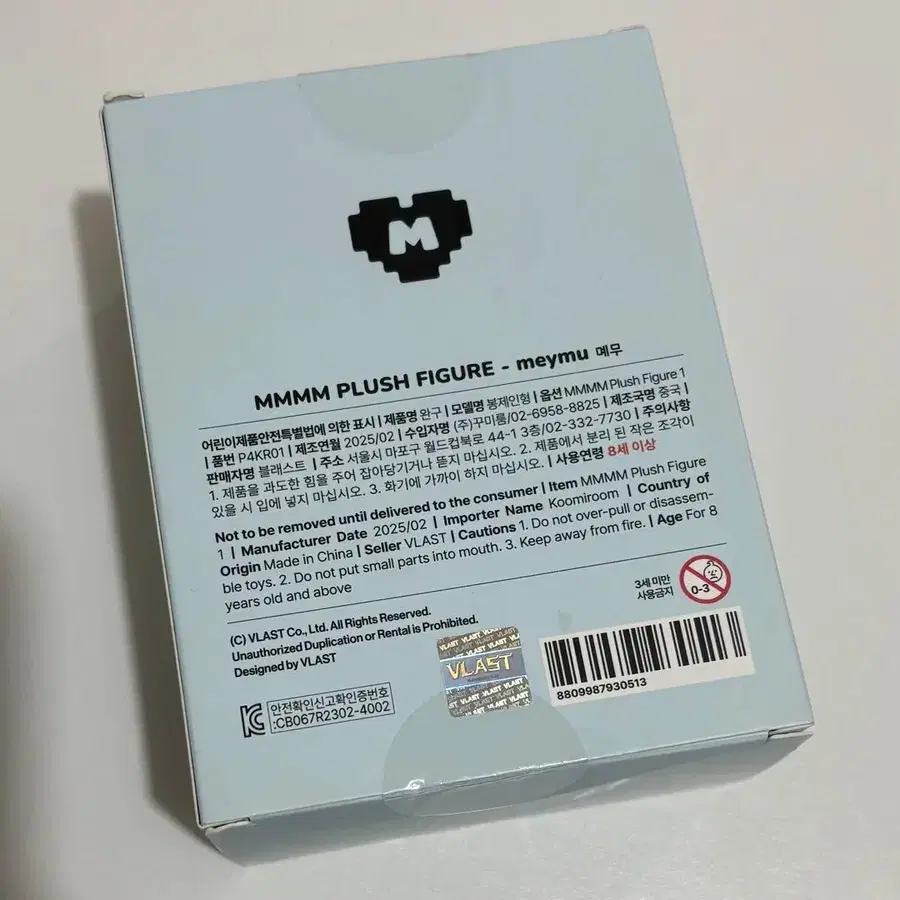 M
MMMM PLUSH FIGURE - meymu 메무
어린이제품안전특별법에 의한 표시 | 제품명 완구 | 모델명 봉제인형 | 옵션 MMMM Plush Figure 1
| 품번 P4KR01 | 제조연월 2025/02 | 수입자명 (주)꾸미룸/02-6958-8825 | 제조국명 중국 |
판매자명 블래스트 | 주소 서울시 마포구 월드컵북로 44-1 3층/02-332-7730 | 주의사항
1. 제품을 과도한 힘을 주어 잡아당기거나 뜯지 마십시오. 2. 제품에서 분리 된 작은 조각이
있을 시 입에 넣지 마십시오. 3. 화기에 가까이 하지 마십시오. | 사용연령 8세 이상
Not to be removed until delivered to the consumer | Item MMMM Plush Figure
1 | Manufacturer Date 2025/02 | Importer Name Koomiroom | Country of
Origin Made in China | Seller VLAST | Cautions 1. Do not over-pull or disassem-
ble toys. 2. Do not put small parts into mouth. 3. Keep away from fire. | Age For 8
years old and above
3세 미만
사용금지
0-3
(C) VLAST Co., Ltd. All Rights Reserved.
Unauthorized Duplication or Rental is Prohibited.
Designed by VLAST
VLAST
8809987930513
안전확인신고확인증번호
:CB067R2302-4002